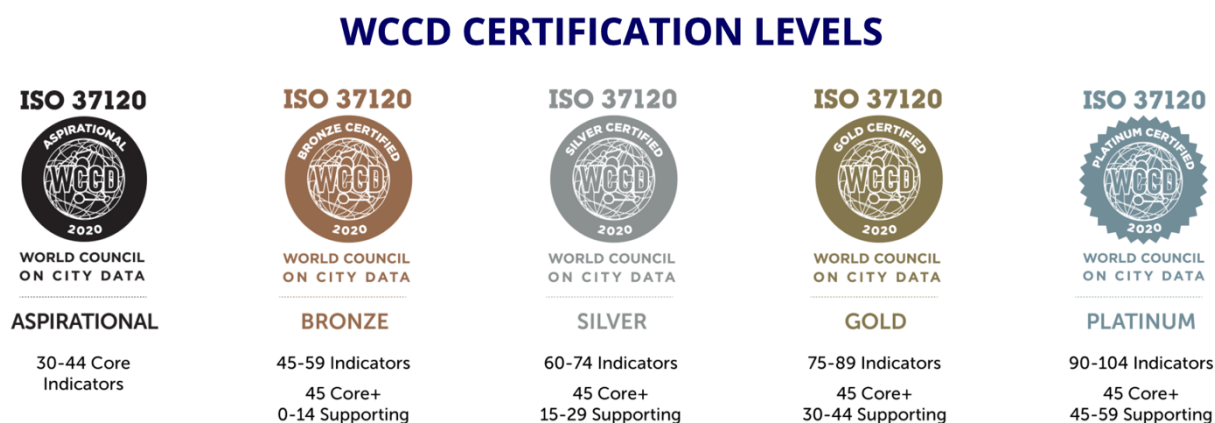 WCCD CERTIFICATION LEVELS
ISO 37120
ASPIRATIONAL
WCCD
2020
WORLD COUNCIL
ON CITY DATA
ASPIRATIONAL
30-44 Core
Indicators
ISO 37120
BRONZE CERTIFIED
WCCD
2020
WORLD COUNCIL
ON CITY DATA
BRONZE
45-59 Indicators
45 Core+
0-14 Supporting
ISO 37120
SILVER CERTIFIED
WCCD
2020
WORLD COUNCIL
ON CITY DATA
SILVER
60-74 Indicators
45 Core+
15-29 Supporting
ISO 37120
GOLD CERTIFIED
WCCD
2020
WORLD COUNCIL
ON CITY DATA
GOLD
75-89 Indicators
45 Core+
30-44 Supporting
ISO 37120
PLATINUM CERTIFIED
WCCD
2020
WORLD COUNCIL
ON CITY DATA
PLATINUM
90-104 Indicators
45 Core+
45-59 Supporting